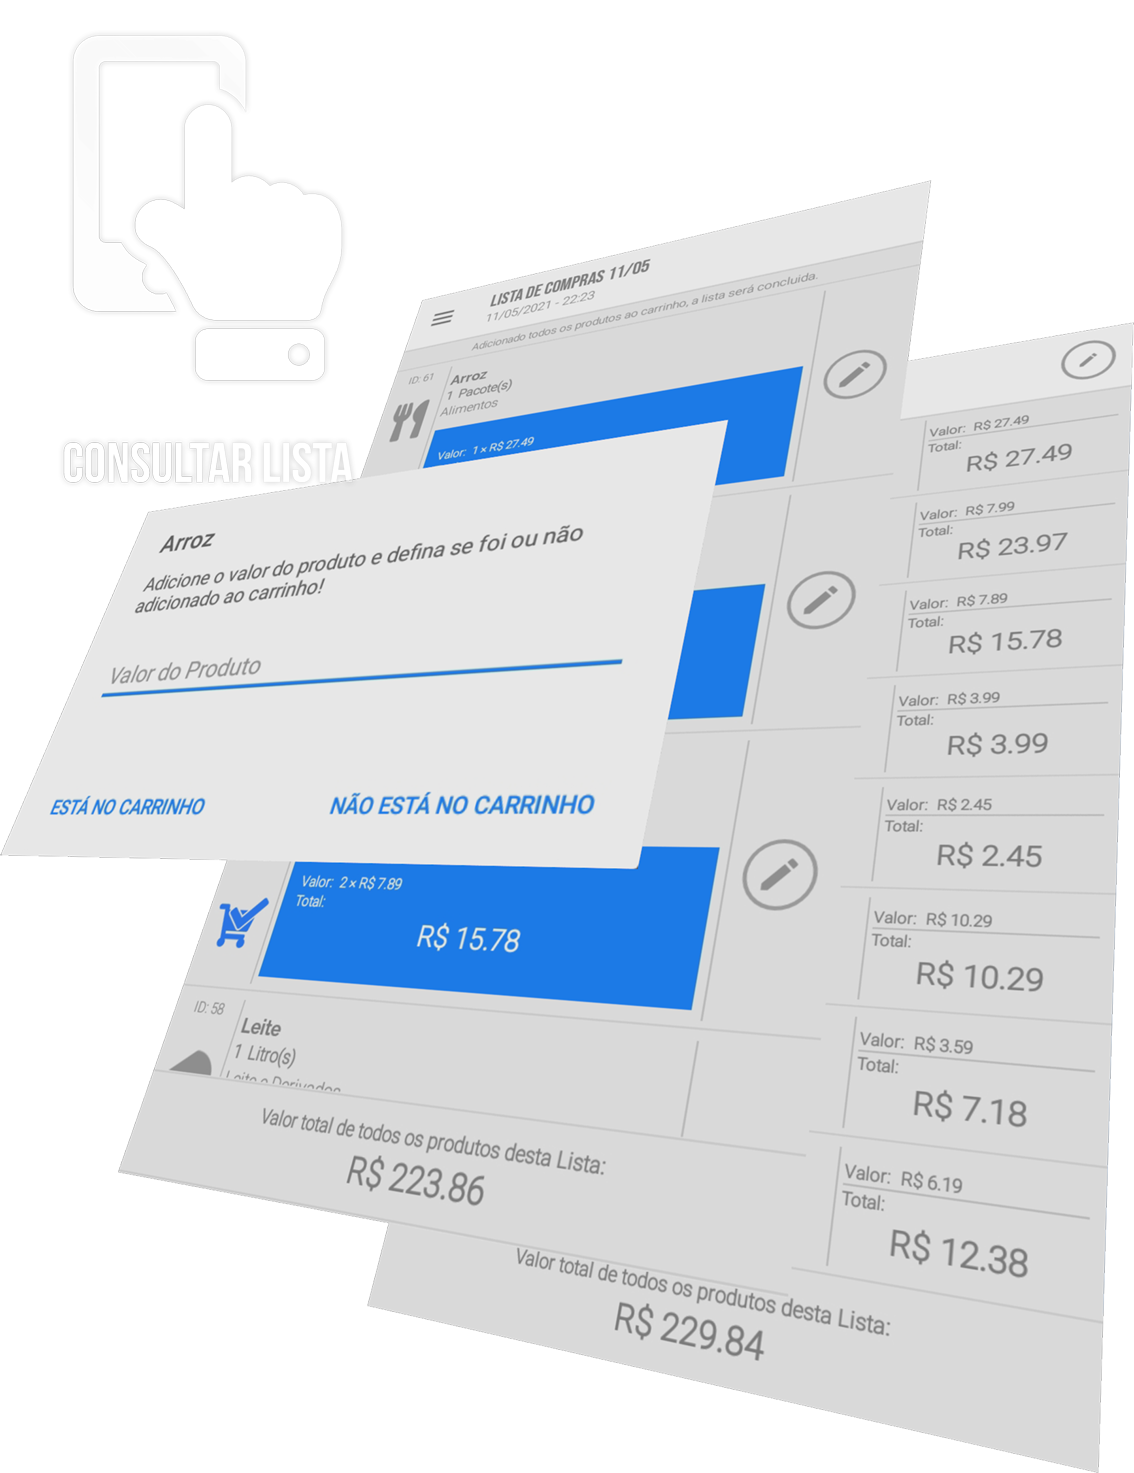 CONSULTAR LISTA
LISTA DE COMPRAS 11/05
11/05/2021 - 22:23
Adicionado todos os produtos ao carrinho, a lista será concluida.
ID: 61
Arroz
1 Pacote(s)
Alimentos
Valor: 1 × R$ 27.49
Arroz
Adicione o valor do produto e defina se foi ou não
adicionado ao carrinho!
Valor do Produto
ESTÁ NO CARRINHO
NÃO ESTÁ NO CARRINHO
Valor: 2 × R$ 7.89
Total:
R$ 15.78
ID: 58
Leite
1 Litro(s)
Leite e Derivados
Valor total de todos os produtos desta Lista:
R$ 223.86
Valor: R$ 27.49
Total:
R$ 27.49
Valor: R$ 7.99
Total:
R$ 23.97
Valor: R$ 7.89
Total:
R$ 15.78
Valor: R$ 3.99
Total:
R$ 3.99
Valor: R$ 2.45
Total:
R$ 2.45
Valor: R$ 10.29
Total:
R$ 10.29
Valor: R$ 3.59
Total:
R$ 7.18
Valor: R$ 6.19
Total:
R$ 12.38
Valor total de todos os produtos desta Lista:
R$ 229.84